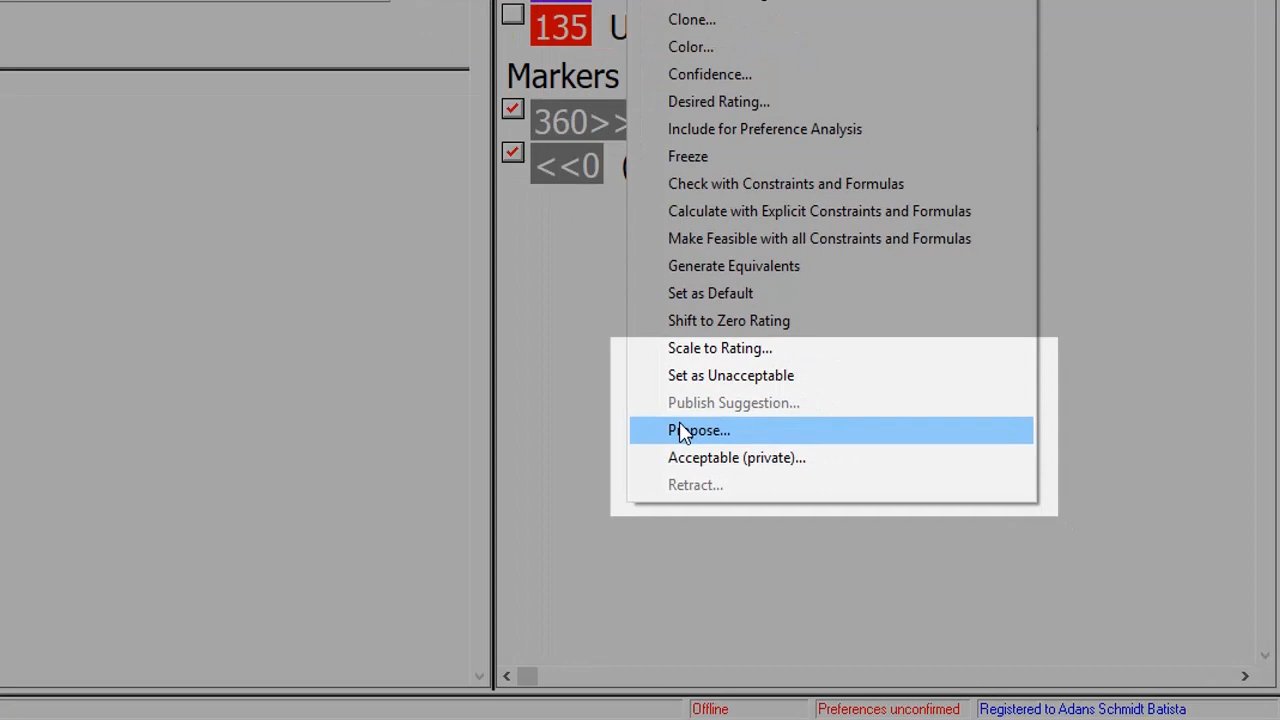 135 U
Markers
360>>
<<0 (
Clone...
Color...
Confidence...
Desired Rating...
Include for Preference Analysis
Freeze
Check with Constraints and Formulas
Calculate with Explicit Constraints and Formulas
Make Feasible with all Constraints and Formulas
Generate Equivalents
Set as Default
Shift to Zero Rating
Scale to Rating...
Set as Unacceptable
Publish Suggestion...
Propose...
Acceptable (private)...
Retract...
Offline Preferences unconfirmed Registered to Adans Schmidt Batista